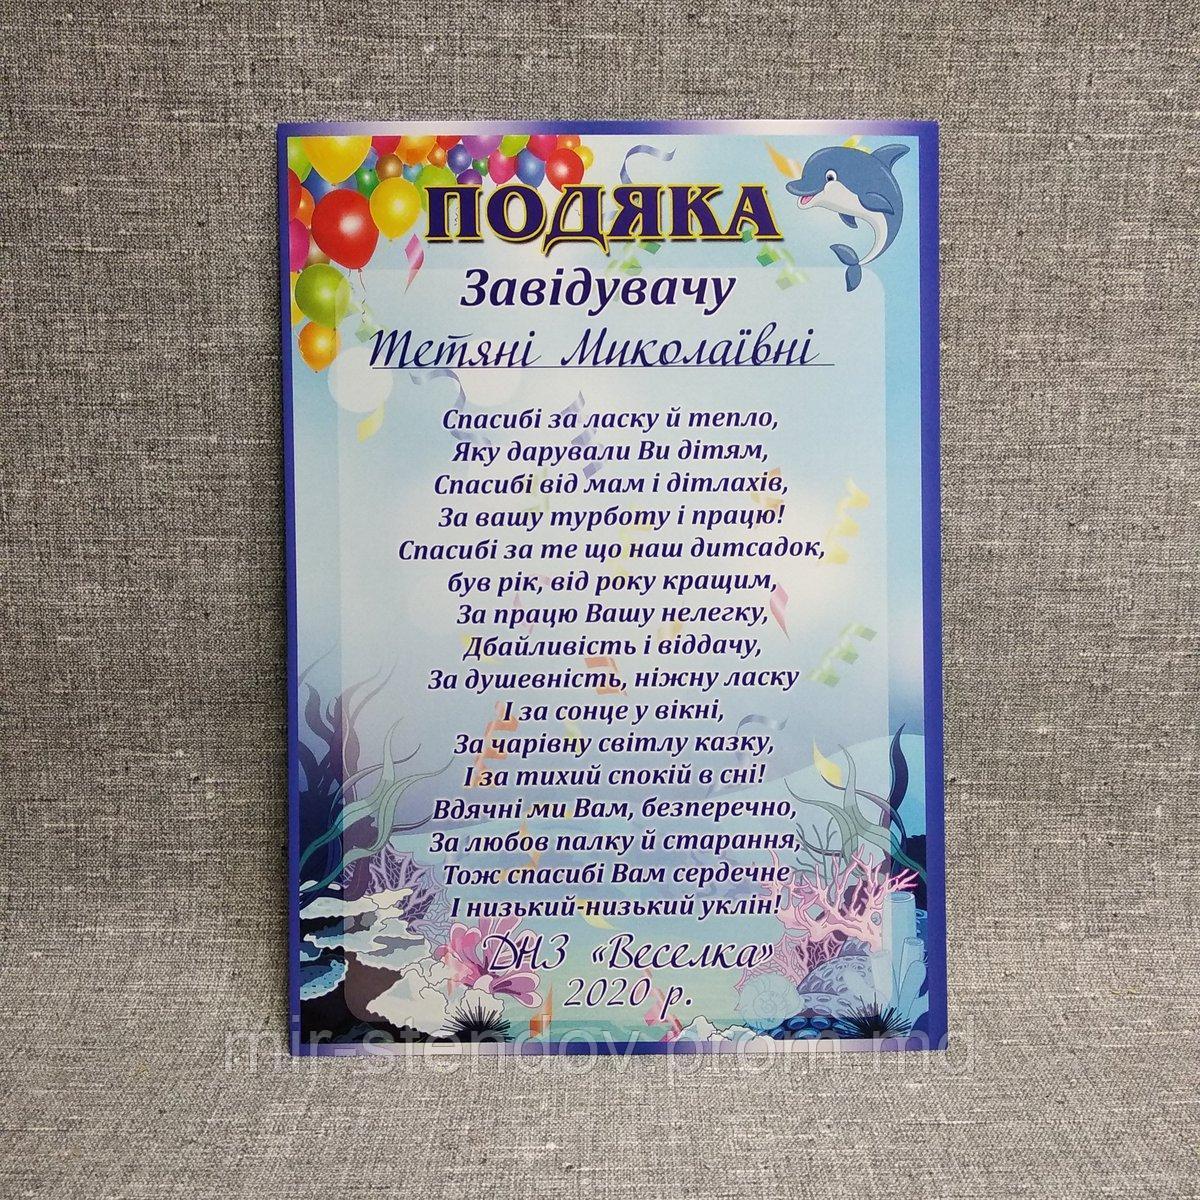 ПОДЯКА
Завідувачу
Тетяні Миколаївні
Спасибі за ласку й тепло,
Яку дарували Ви дітям,
Спасибі від мам і дітлахів,
За вашу турботу і працю!
Спасибі за те що наш дитсадок,
був рік, від року кращим,
За працю Вашу нелегку,
Дбайливість і віддачу,
За душевність, ніжну ласку
І за сонце у вікні,
За чарівну світлу казку,
І за тихий спокій в сні!
Вдячні ми Вам, безперечно,
За любов палку й старання,
Тож спасибі Вам сердечне
І низький-низький уклін!
ДНЗ «Веселка»
2020 р.
mir-stendov.prom.md